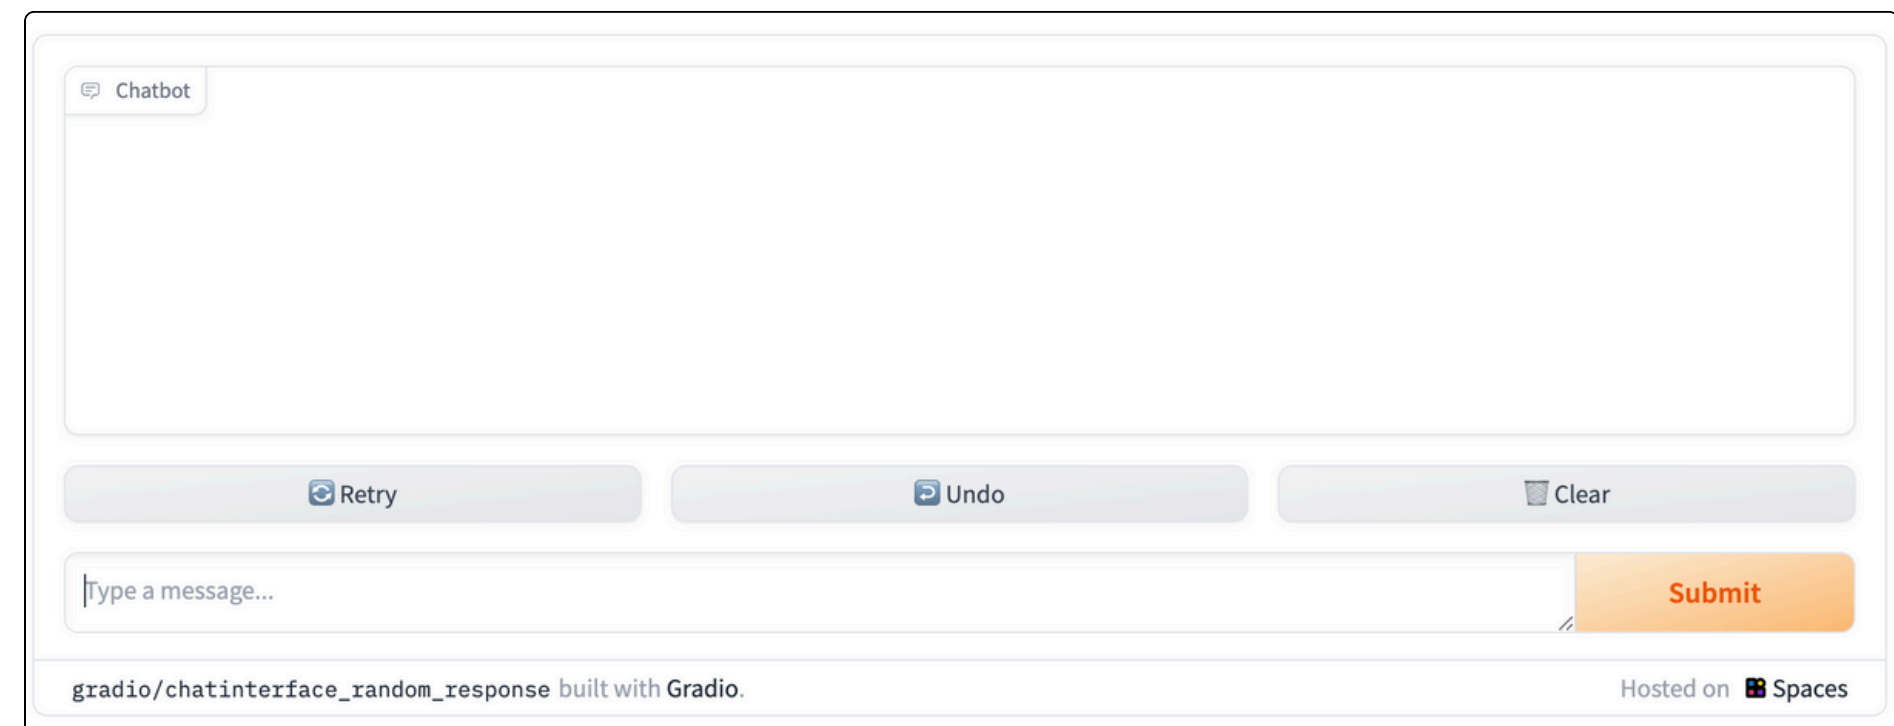 Chatbot
Retry
Undo
Clear
Type a message...
Submit
gradio/chatinterface_random_response built with Gradio.
Hosted on Spaces